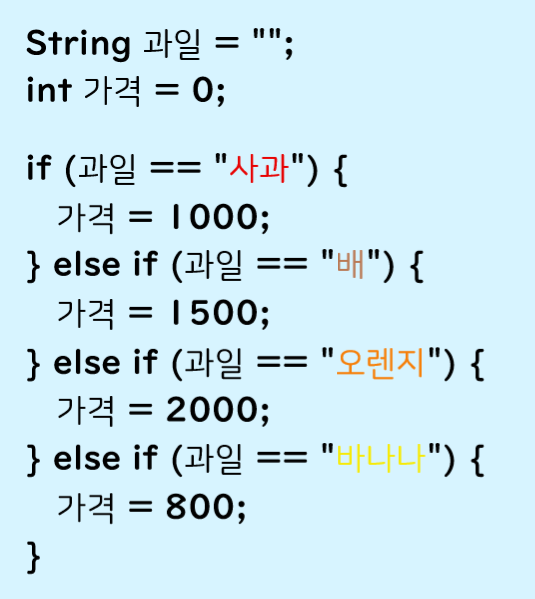 String 과일 = "";
int 가격 = 0;
if (과일 == "사과") {
가격 = 1000;
} else if (과일 == "배") {
가격 = 1500;
} else if (과일 == "오렌지") {
가격 = 2000;
} else if (과일 == "바나나") {
가격 = 800;
}